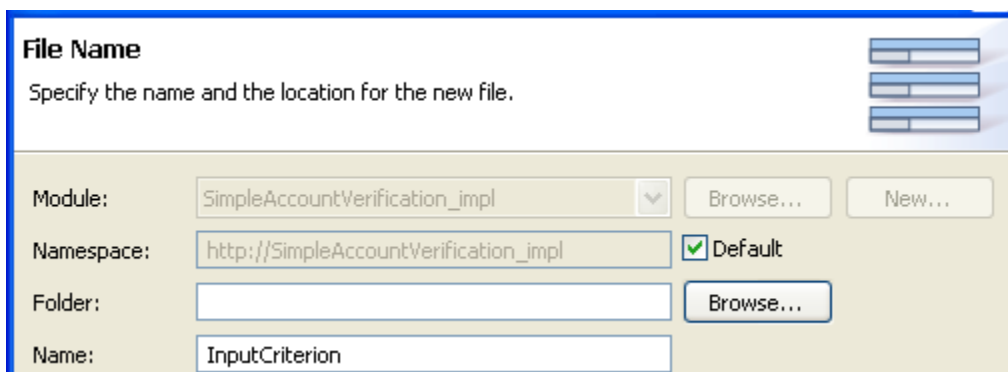 File Name
Specify the name and the location for the new file.
Module: SimpleAccountVerification_impl Browse... New...
Namespace: http://SimpleAccountVerification_impl Default
Folder: Browse...
Name: InputCriterion